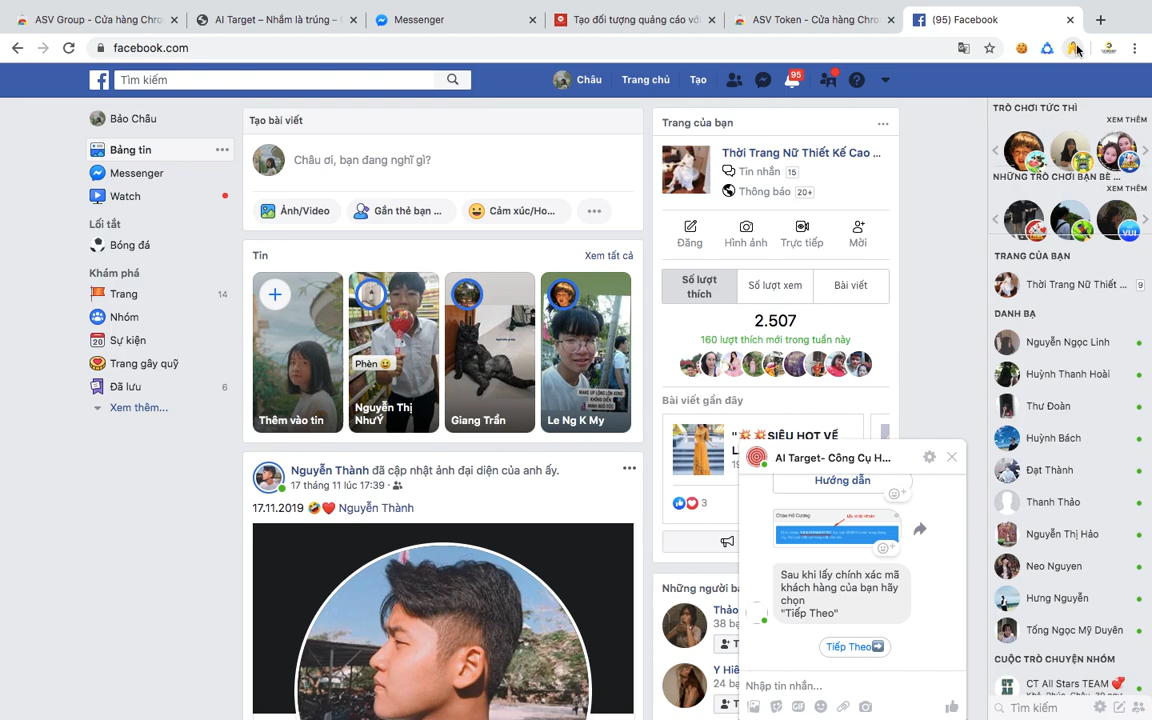 ASV Group - Cửa hàng Chro
AI Target – Nhắm là trúng –
Messenger
Tạo đối tượng quảng cáo với
ASV Token - Cửa hàng Chro
(95) Facebook
facebook.com
Tìm kiếm
Châu
Trang chủ
Tạo
95
Bảo Châu
Bảng tin
Messenger
Watch
Lối tắt
Bóng đá
Khám phá
Trang 14
Nhóm
Sự kiện
Trang gây quỹ
Đã lưu 6
Xem thêm...
Tạo bài viết
Châu ơi, bạn đang nghĩ gì?
Ảnh/Video
Gắn thẻ bạn ...
Cảm xúc/Ho...
Tin
Xem tất cả
Thêm vào tin
Phèn
Nguyễn Thị
NhưÝ
Giang Trần
Le Ng K My
Nguyễn Thành đã cập nhật ảnh đại diện của anh ấy.
17 tháng 11 lúc 17:39
17.11.2019 🤣❤️ Nguyễn Thành
Trang của bạn
Thời Trang Nữ Thiết Kế Cao ...
Tin nhắn 15
Thông báo 20+
Đăng
Hình ảnh
Trực tiếp
Mời
Số lượt
thích
Số lượt xem
Bài viết
2.507
160 lượt thích mới trong tuần này
Bài viết gần đây
"💥💥SIÊU HOT VỀ
3
Những người bạ
Thảo
38 bạ
Y Hiê
24 bạ
AI Target- Công Cụ H...
Hướng dẫn
Sau khi lấy chính xác mã
khách hàng của bạn hãy
chọn
"Tiếp Theo"
Tiếp Theo➡️
Nhập tin nhắn...
TRÒ CHƠI TỨC THÌ
XEM THÊM
NHỮNG TRÒ CHƠI BẠN BÈ ...
XEM THÊM
VUI
TRANG CỦA BẠN
Thời Trang Nữ Thiết ... 9
DANH BẠ
Nguyễn Ngọc Linh
Huỳnh Thanh Hoài
Thư Đoàn
Huỳnh Bách
Đạt Thành
Thanh Thảo
Nguyễn Thị Hảo
Neo Nguyen
Hưng Nguyễn
Tống Ngọc Mỹ Duyên
CUỘC TRÒ CHUYỆN NHÓM
CT All Stars TEAM 💞
Tìm kiếm